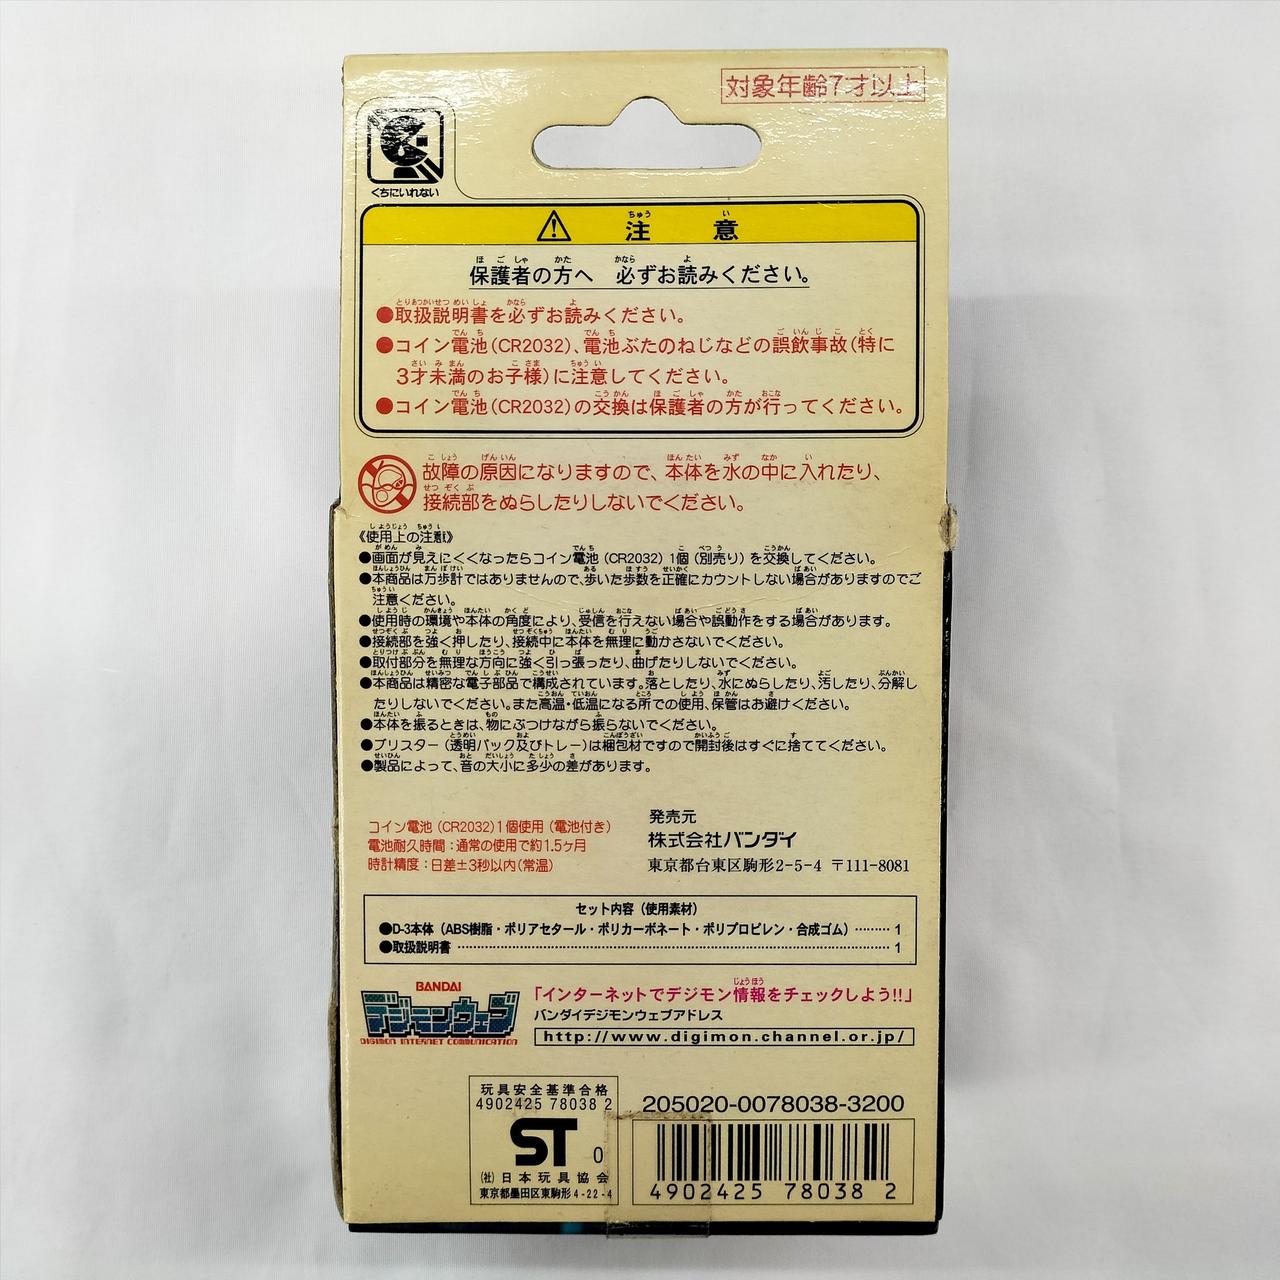 対象年齢7才以上
くちにいれない
注意
保護者の方へ 必ずお読みください。
●取扱説明書を必ずお読みください。
●コイン電池(CR2032)、電池ぶたのねじなどの誤飲事故(特に
3才未満のお子様)に注意してください。
●コイン電池(CR2032)の交換は保護者の方が行ってください。
故障の原因になりますので、本体を水の中に入れたり、
接続部をぬらしたりしないでください。
《使用上の注意》
●画面が見えにくくなったらコイン電池(CR2032)1個(別売り)を交換してください。
●本商品は万歩計ではありませんので、歩いた歩数を正確にカウントしない場合がありますのでご
注意ください。
●使用時の環境や本体の角度により、受信を行えない場合や誤動作をする場合があります。
●接続部を強く押したり、接続中に本体を無理に動かさないでください。
●取付部分を無理な方向に強く引っ張ったり、曲げたりしないでください。
●本商品は精密な電子部品で構成されています。落としたり、水にぬらしたり、汚したり、分解し
たりしないでください。また高温・低温になる所での使用、保管はお避けください。
●本体を振るときは、物にぶつけながら振らないでください。
●ブリスター(透明パック及びトレー)は梱包材ですので開封後はすぐに捨ててください。
●製品によって、音の大小に多少の差があります。
コイン電池(CR2032)1個使用(電池付き)
電池耐久時間:通常の使用で約1.5ヶ月
時計精度:日差±3秒以内(常温)
発売元
株式会社バンダイ
東京都台東区駒形2-5-4 〒111-8081
セット内容(使用素材)
●D-3本体(ABS樹脂・ポリアセタール・ポリカーボネート・ポリプロピレン・合成ゴム)………1
●取扱説明書…………………………………………1
BANDAI
デジモンウェブ
DIGIMON INTERNET COMMUNICATION
「インターネットでデジモン情報をチェックしよう!!」
バンダイデジモンウェブアドレス
http://www.digimon.channel.or.jp/
玩具安全基準合格
4902425 78038 2
ST 0
(社)日本玩具協会
東京都墨田区東駒形4-22-4
205020-0078038-3200
4902425 78038 2